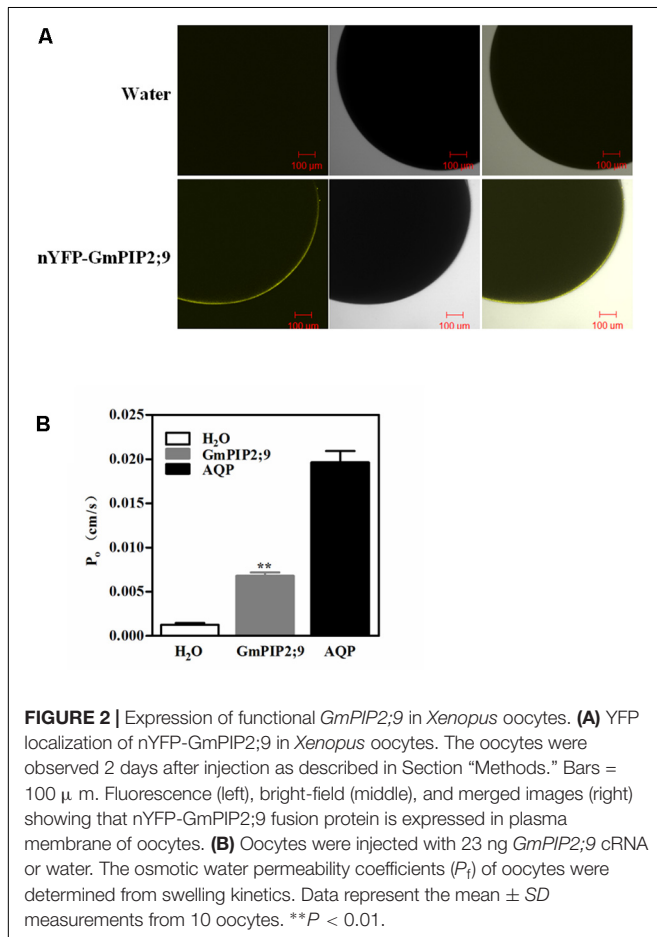 A
Water
100 μm
100 μm
100 μm
nYFP-GmPIP2;9
100 μm
100 μm
100 μm
B
0.025
0.020
0.015
0.010
0.005
0.000
Po (cm/s)
H2O
GmPIP2;9
AQP
**
H2O
GmPIP2;9
AQP
FIGURE 2 | Expression of functional GmPIP2;9 in Xenopus oocytes. (A) YFP
localization of nYFP-GmPIP2;9 in Xenopus oocytes. The oocytes were
observed 2 days after injection as described in Section “Methods.” Bars =
100 μ m. Fluorescence (left), bright-field (middle), and merged images (right)
showing that nYFP-GmPIP2;9 fusion protein is expressed in plasma
membrane of oocytes. (B) Oocytes were injected with 23 ng GmPIP2;9 cRNA
or water. The osmotic water permeability coefficients (Pf) of oocytes were
determined from swelling kinetics. Data represent the mean ± SD
measurements from 10 oocytes. **P < 0.01.